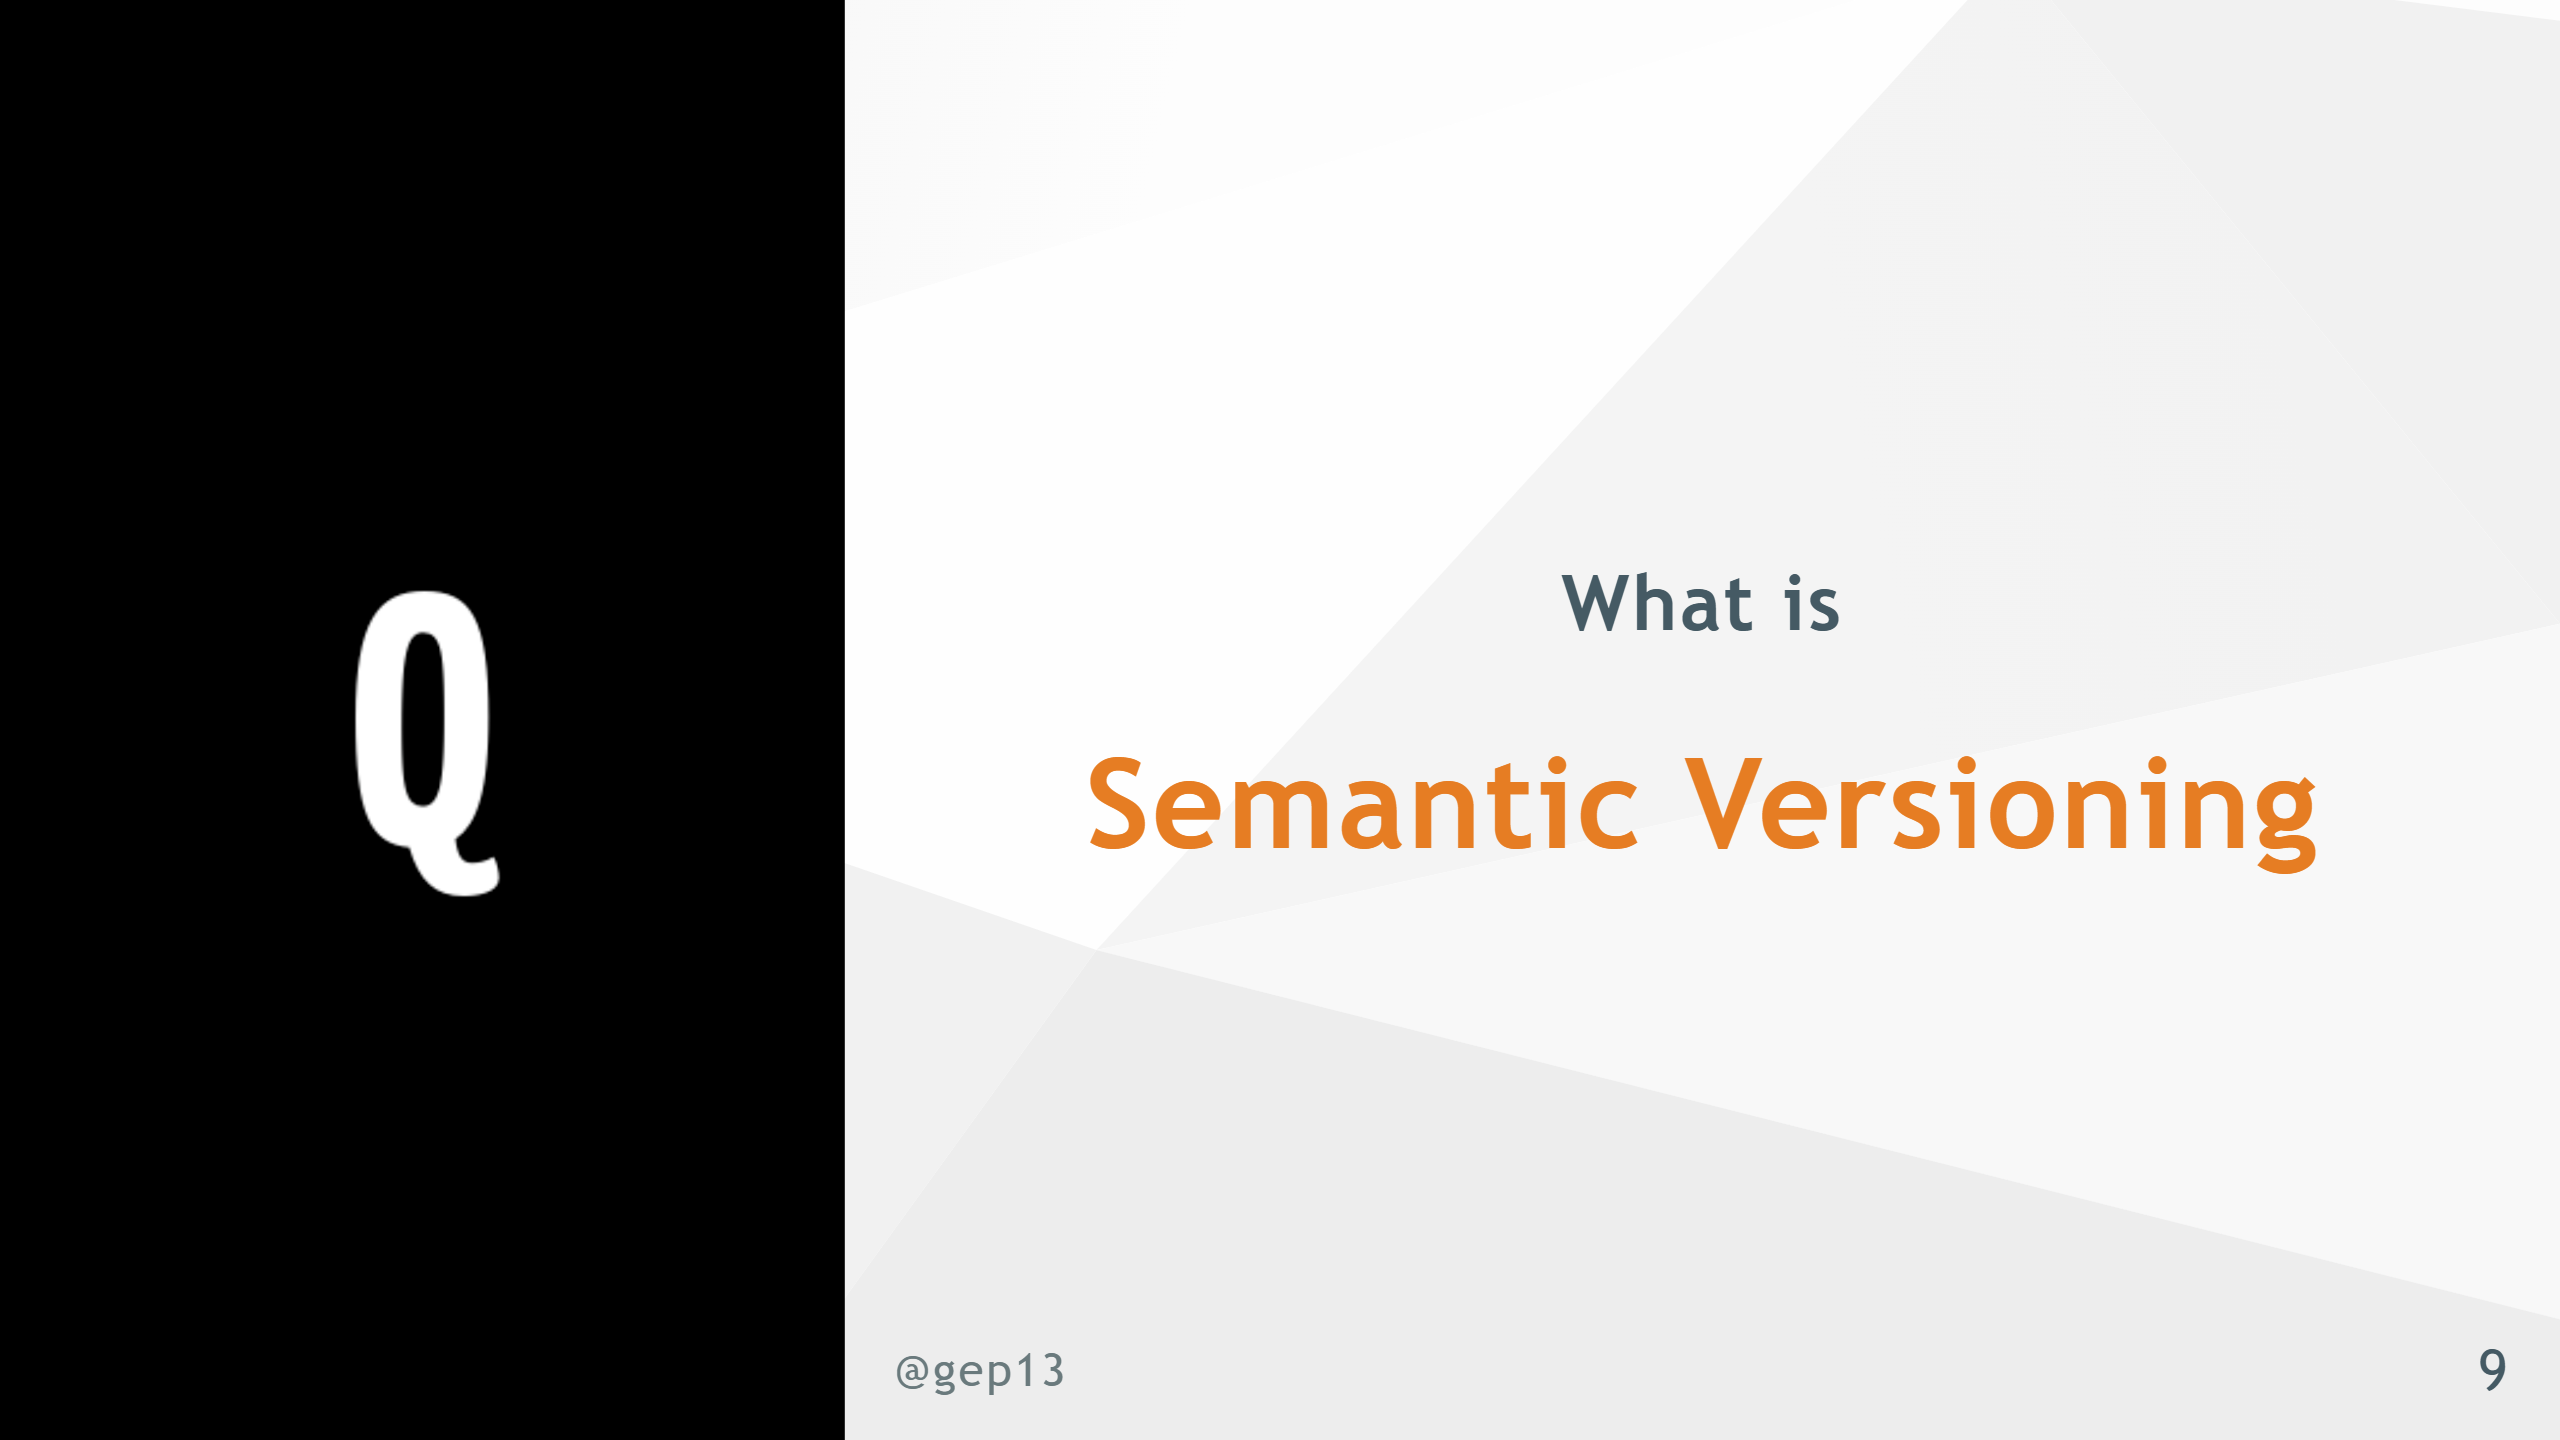 Q
What is
Semantic Versioning
@gep13
9